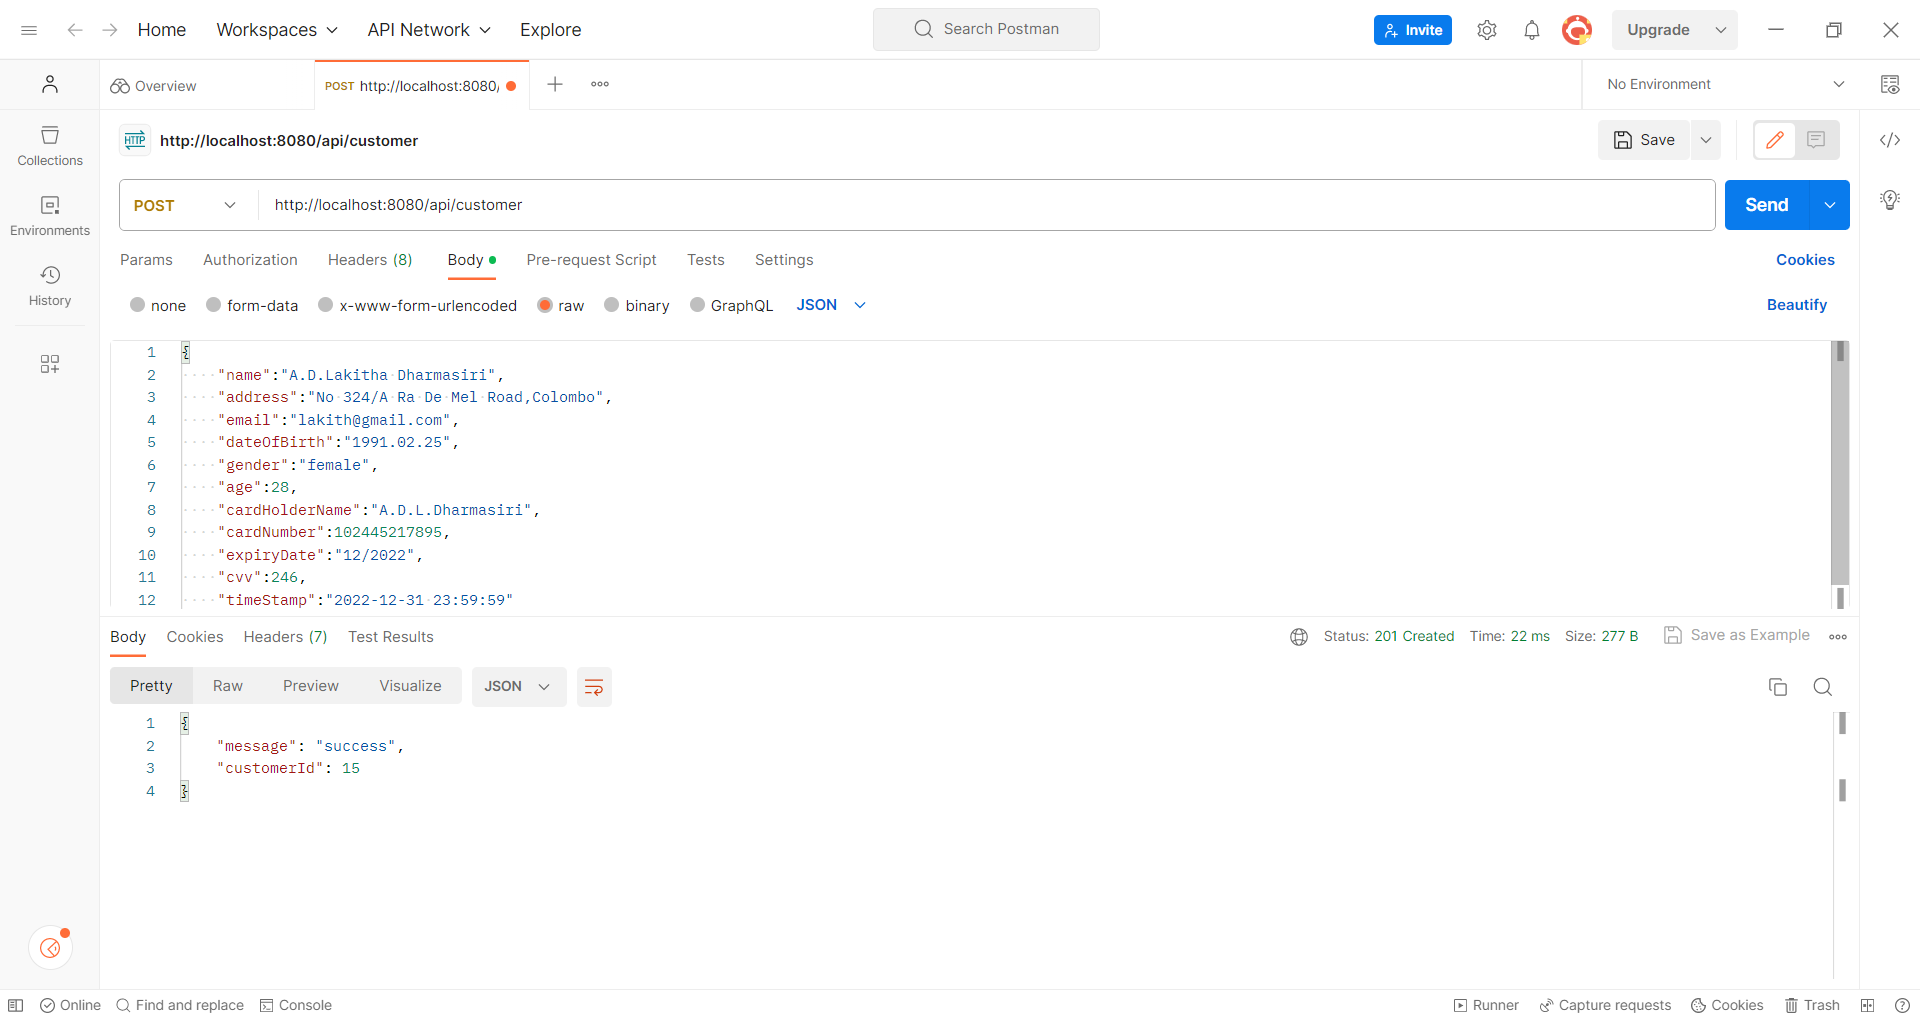 Home Workspaces API Network Explore Search Postman Invite Upgrade
Overview POST http://localhost:8080/ No Environment
HTTP http://localhost:8080/api/customer Save
POST http://localhost:8080/api/customer Send
Params Authorization Headers (8) Body Pre-request Script Tests Settings Cookies
none form-data x-www-form-urlencoded raw binary GraphQL JSON Beautify
Collections
Environments
History
1 {
2 "name":"A.D.Lakitha Dharmasiri",
3 "address":"No 324/A Ra De Mel Road,Colombo",
4 "email":"lakith@gmail.com",
5 "dateOfBirth":"1991.02.25",
6 "gender":"female",
7 "age":28,
8 "cardHolderName":"A.D.L.Dharmasiri",
9 "cardNumber":102445217895,
10 "expiryDate":"12/2022",
11 "cvv":246,
12 "timeStamp":"2022-12-31 23:59:59"
Body Cookies Headers (7) Test Results Status: 201 Created Time: 22 ms Size: 277 B Save as Example
Pretty Raw Preview Visualize JSON
1 {
2 "message": "success",
3 "customerId": 15
4 }
Online Find and replace Console Runner Capture requests Cookies Trash